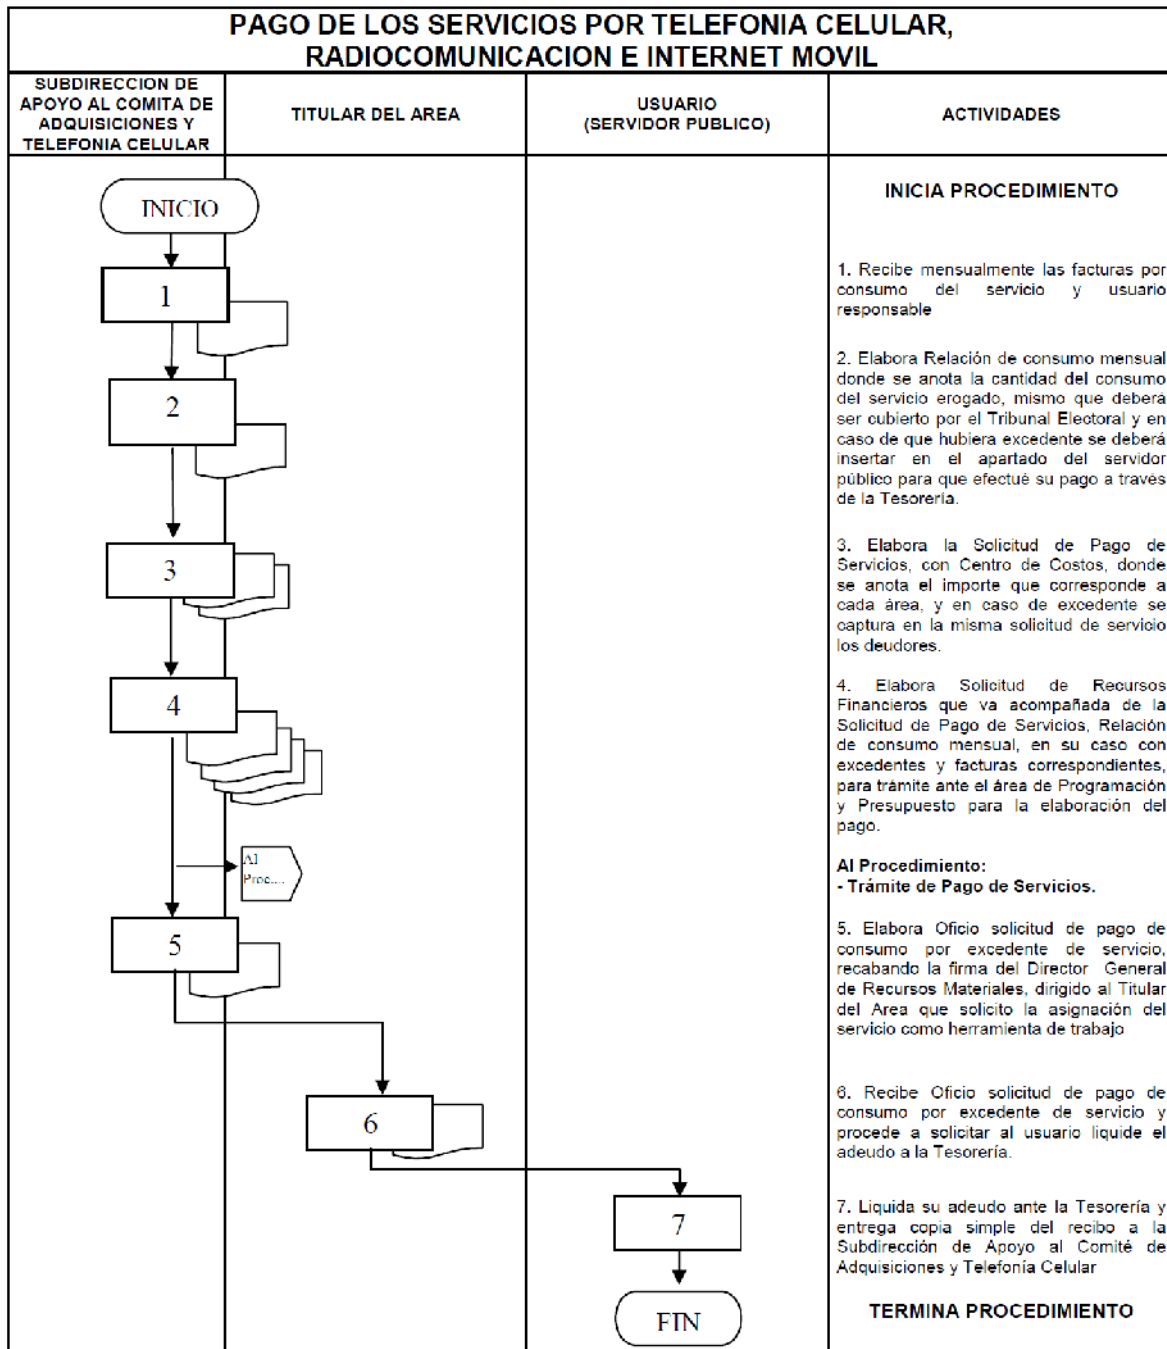 PAGO DE LOS SERVICIOS POR TELEFONIA CELULAR,
RADIOCOMUNICACION E INTERNET MOVIL
SUBDIRECCION DE
APOYO AL COMITA DE
ADQUISICIONES Y
TELEFONIA CELULAR
TITULAR DEL AREA
USUARIO
(SERVIDOR PUBLICO)
ACTIVIDADES
INICIO
1
2
3
4
Al
Proc....
5
6
7
FIN
INICIA PROCEDIMIENTO
1. Recibe mensualmente las facturas por
consumo del servicio y usuario
responsable
2. Elabora Relación de consumo mensual
donde se anota la cantidad del consumo
del servicio erogado, mismo que deberá
ser cubierto por el Tribunal Electoral y en
caso de que hubiera excedente se deberá
insertar en el apartado del servidor
público para que efectué su pago a través
de la Tesorería.
3. Elabora la Solicitud de Pago de
Servicios, con Centro de Costos, donde
se anota el importe que corresponde a
cada área, y en caso de excedente se
captura en la misma solicitud de servicio
los deudores.
4. Elabora Solicitud de Recursos
Financieros que va acompañada de la
Solicitud de Pago de Servicios, Relación
de consumo mensual, en su caso con
excedentes y facturas correspondientes,
para trámite ante el área de Programación
y Presupuesto para la elaboración del
pago.
Al Procedimiento:
- Trámite de Pago de Servicios.
5. Elabora Oficio solicitud de pago de
consumo por excedente de servicio,
recabando la firma del Director General
de Recursos Materiales, dirigido al Titular
del Area que solicito la asignación del
servicio como herramienta de trabajo
6. Recibe Oficio solicitud de pago de
consumo por excedente de servicio y
procede a solicitar al usuario liquide el
adeudo a la Tesorería.
7. Liquida su adeudo ante la Tesorería y
entrega copia simple del recibo a la
Subdirección de Apoyo al Comité de
Adquisiciones y Telefonía Celular
TERMINA PROCEDIMIENTO